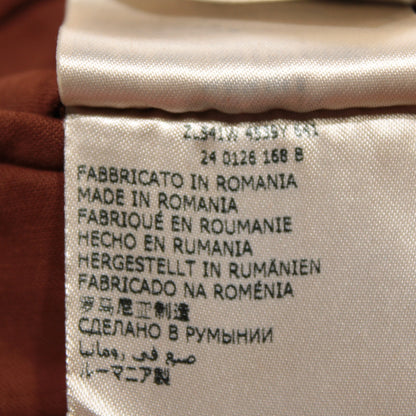 24 0126 168 B
FABBRICATO IN ROMANIA
MADE IN ROMANIA
FABRIQUÉ EN ROUMANIE
HECHO EN RUMANIA
HERGESTELLT IN RUMÄNIEN
FABRICADO NA ROMÉNIA
罗马尼亚制造
СДЕЛАНО В РУМЫНИИ
صنع في رومانيا
ルーマニア製